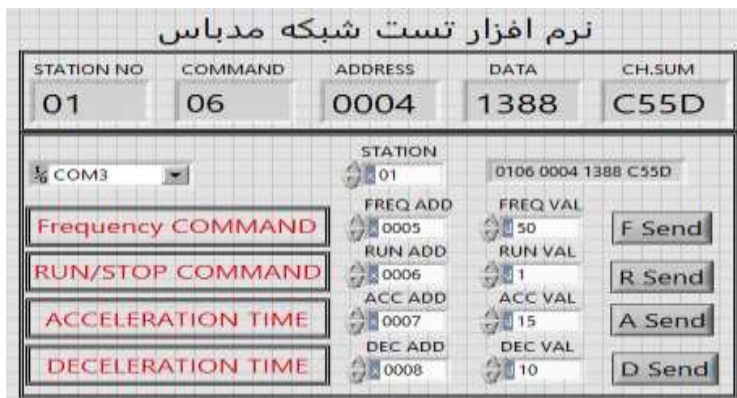 نرم افزار تست شبکه مدباس
STATION NO COMMAND ADDRESS DATA CH.SUM
01 06 0004 1388 C55D
STATION
COM3 01 0106 0004 1388 C55D
FREQ ADD FREQ VAL
Frequency COMMAND 0005 50 F Send
RUN ADD RUN VAL
RUN/STOP COMMAND 0006 1 R Send
ACC ADD ACC VAL
ACCELERATION TIME 0007 15 A Send
DEC ADD DEC VAL
DECELERATION TIME 0008 10 D Send